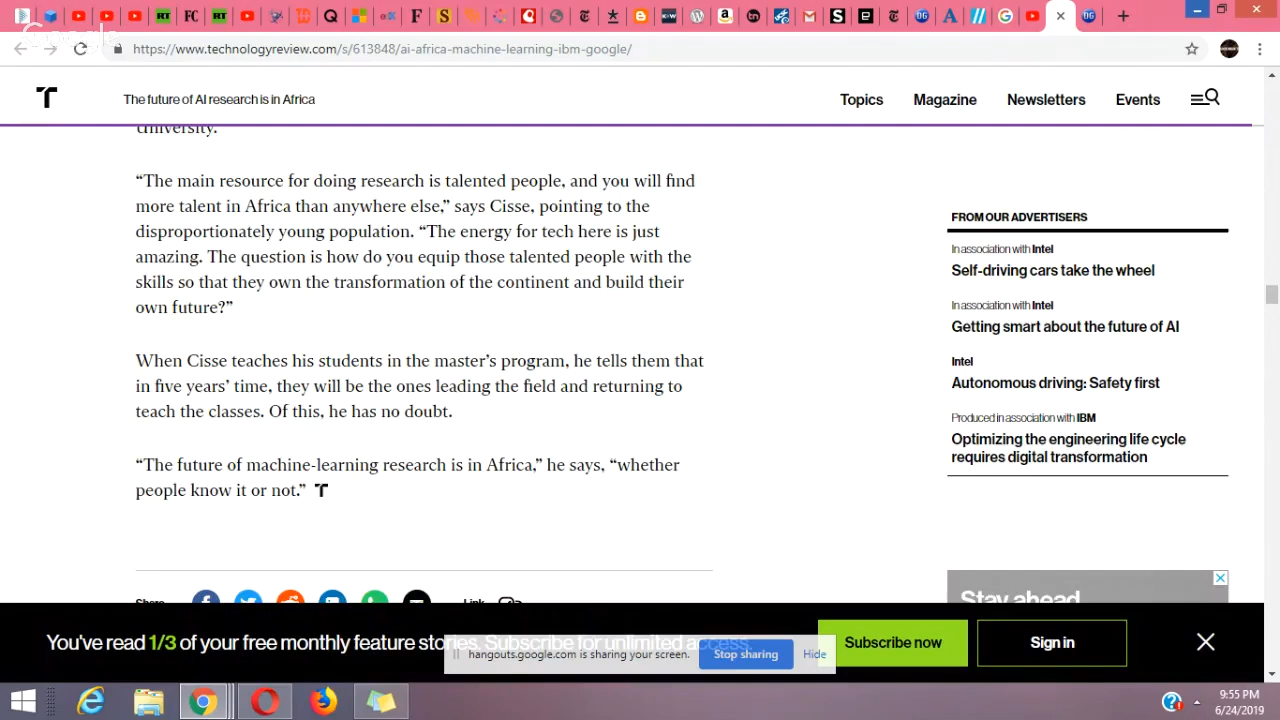 https://www.technologyreview.com/s/613848/ai-africa-machine-learning-ibm-google/
The future of AI research is in Africa
Topics
Magazine
Newsletters
Events
University.
“The main resource for doing research is talented people, and you will find
more talent in Africa than anywhere else,” says Cisse, pointing to the
disproportionately young population. “The energy for tech here is just
amazing. The question is how do you equip those talented people with the
skills so that they own the transformation of the continent and build their
own future?”
When Cisse teaches his students in the master’s program, he tells them that
in five years’ time, they will be the ones leading the field and returning to
teach the classes. Of this, he has no doubt.
“The future of machine-learning research is in Africa,” he says, “whether
people know it or not.”
Share
Link
FROM OUR ADVERTISERS
In association with Intel
Self-driving cars take the wheel
In association with Intel
Getting smart about the future of AI
Intel
Autonomous driving: Safety first
Produced in association with IBM
Optimizing the engineering life cycle
requires digital transformation
Stay ahead
You've read 1/3 of your free monthly feature stories. Subscribe for unlimited access.
Subscribe now
Sign in
hangouts.google.com is sharing your screen.
Stop sharing
Hide
9:55 PM
6/24/2019